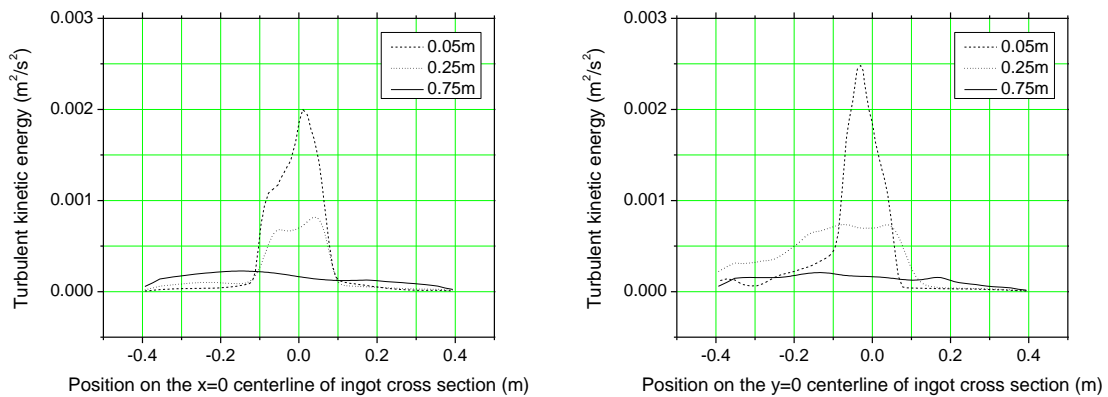 0.003
0.05m
0.25m
0.75m
0.002
0.001
0.000
-0.4 -0.2 0.0 0.2 0.4
Turbulent kinetic energy (m²/s²)
Position on the x=0 centerline of ingot cross section (m)
0.003
0.05m
0.25m
0.75m
0.002
0.001
0.000
-0.4 -0.2 0.0 0.2 0.4
Turbulent kinetic energy (m²/s²)
Position on the y=0 centerline of ingot cross section (m)